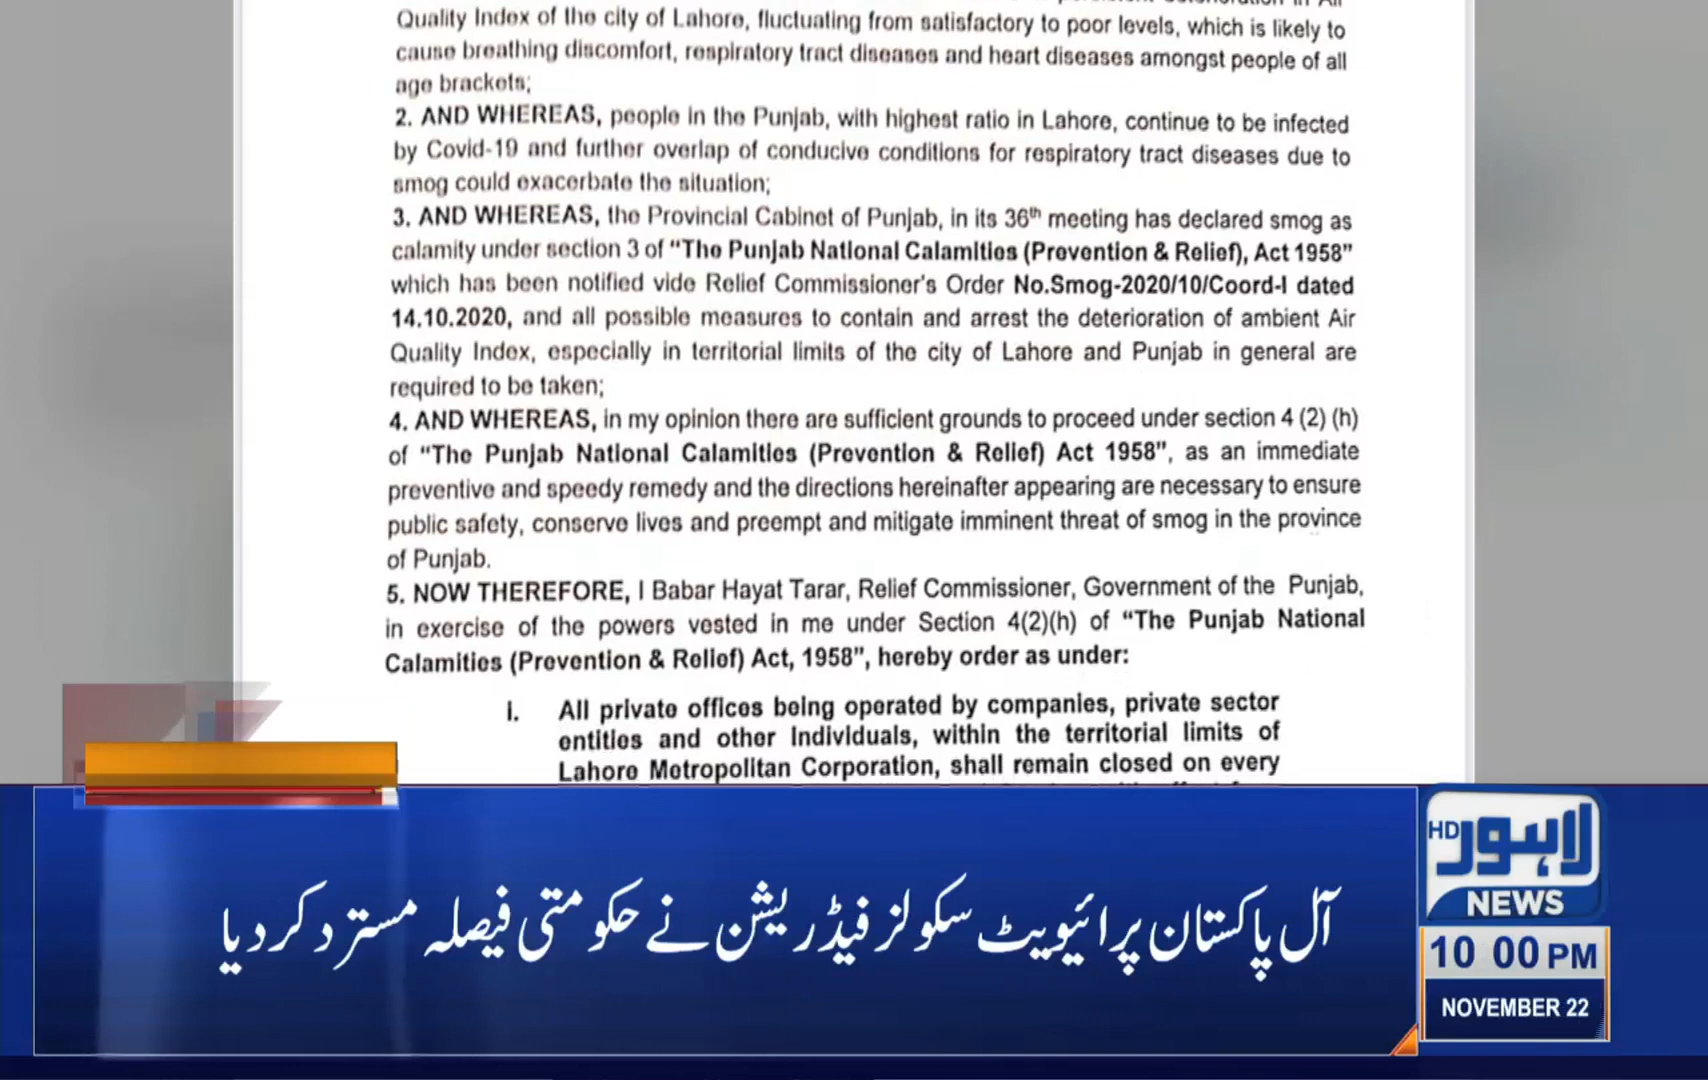 Quality Index of the city of Lahore, fluctuating from satisfactory to poor levels, which is likely to
cause breathing discomfort, respiratory tract diseases and heart diseases amongst people of all
age brackets;
2. AND WHEREAS, people in the Punjab, with highest ratio in Lahore, continue to be infected
by Covid-19 and further overlap of conducive conditions for respiratory tract diseases due to
smog could exacerbate the situation;
3. AND WHEREAS, the Provincial Cabinet of Punjab, in its 36th meeting has declared smog as
calamity under section 3 of "The Punjab National Calamities (Prevention & Relief), Act 1958"
which has been notified vide Relief Commissioner's Order No.Smog-2020/10/Coord-I dated
14.10.2020, and all possible measures to contain and arrest the deterioration of ambient Air
Quality Index, especially in territorial limits of the city of Lahore and Punjab in general are
required to be taken;
4. AND WHEREAS, in my opinion there are sufficient grounds to proceed under section 4 (2) (h)
of "The Punjab National Calamities (Prevention & Relief) Act 1958", as an immediate
preventive and speedy remedy and the directions hereinafter appearing are necessary to ensure
public safety, conserve lives and preempt and mitigate imminent threat of smog in the province
of Punjab.
5. NOW THEREFORE, I Babar Hayat Tarar, Relief Commissioner, Government of the Punjab,
in exercise of the powers vested in me under Section 4(2)(h) of "The Punjab National
Calamities (Prevention & Relief) Act, 1958", hereby order as under:
i. All private offices being operated by companies, private sector
entities and other individuals, within the territorial limits of
Lahore Metropolitan Corporation, shall remain closed on every
آل پاکستان پرائیویٹ سکولز فیڈریشن نے حکومتی فیصلہ مسترد کر دیا
لاہور HD
NEWS
10 00 PM
NOVEMBER 22